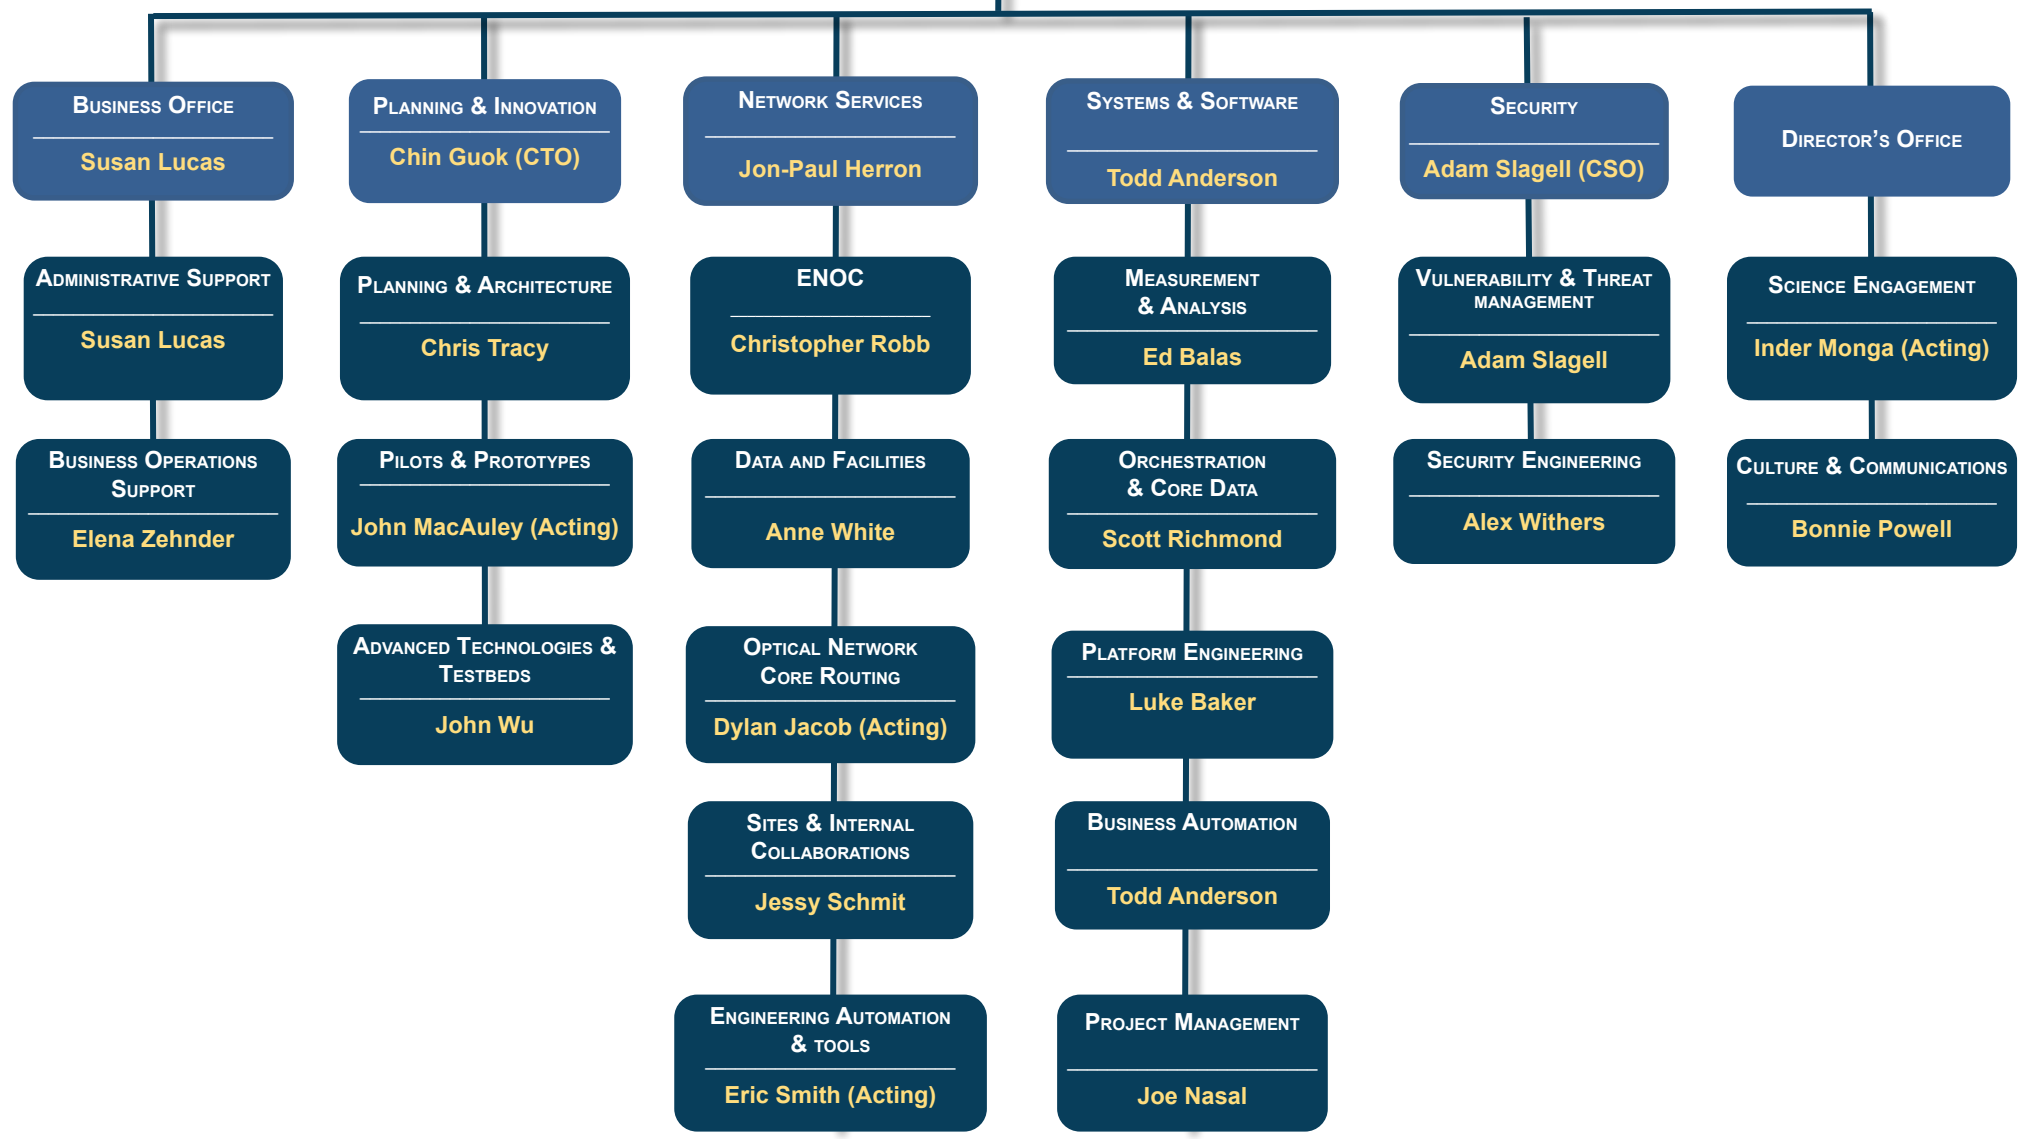 Business Office
Susan Lucas
Administrative Support
Susan Lucas
Business Operations
Support
Elena Zehnder
Planning & Innovation
Chin Guok (CTO)
Planning & Architecture
Chris Tracy
Pilots & Prototypes
John MacAuley (Acting)
Advanced Technologies &
Testbeds
John Wu
Network Services
Jon-Paul Herron
ENOC
Christopher Robb
Data and Facilities
Anne White
Optical Network
Core Routing
Dylan Jacob (Acting)
Sites & Internal
Collaborations
Jessy Schmit
Engineering Automation
& tools
Eric Smith (Acting)
Systems & Software
Todd Anderson
Measurement
& Analysis
Ed Balas
Orchestration
& Core Data
Scott Richmond
Platform Engineering
Luke Baker
Business Automation
Todd Anderson
Project Management
Joe Nasal
Security
Adam Slagell (CSO)
Vulnerability & Threat
management
Adam Slagell
Security Engineering
Alex Withers
Director's Office
Science Engagement
Inder Monga (Acting)
Culture & Communications
Bonnie Powell